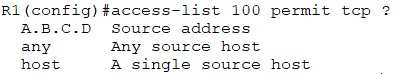 R1(config)#access-list 100 permit tcp ?
A.B.C.D Source address
any Any source host
host A single source host